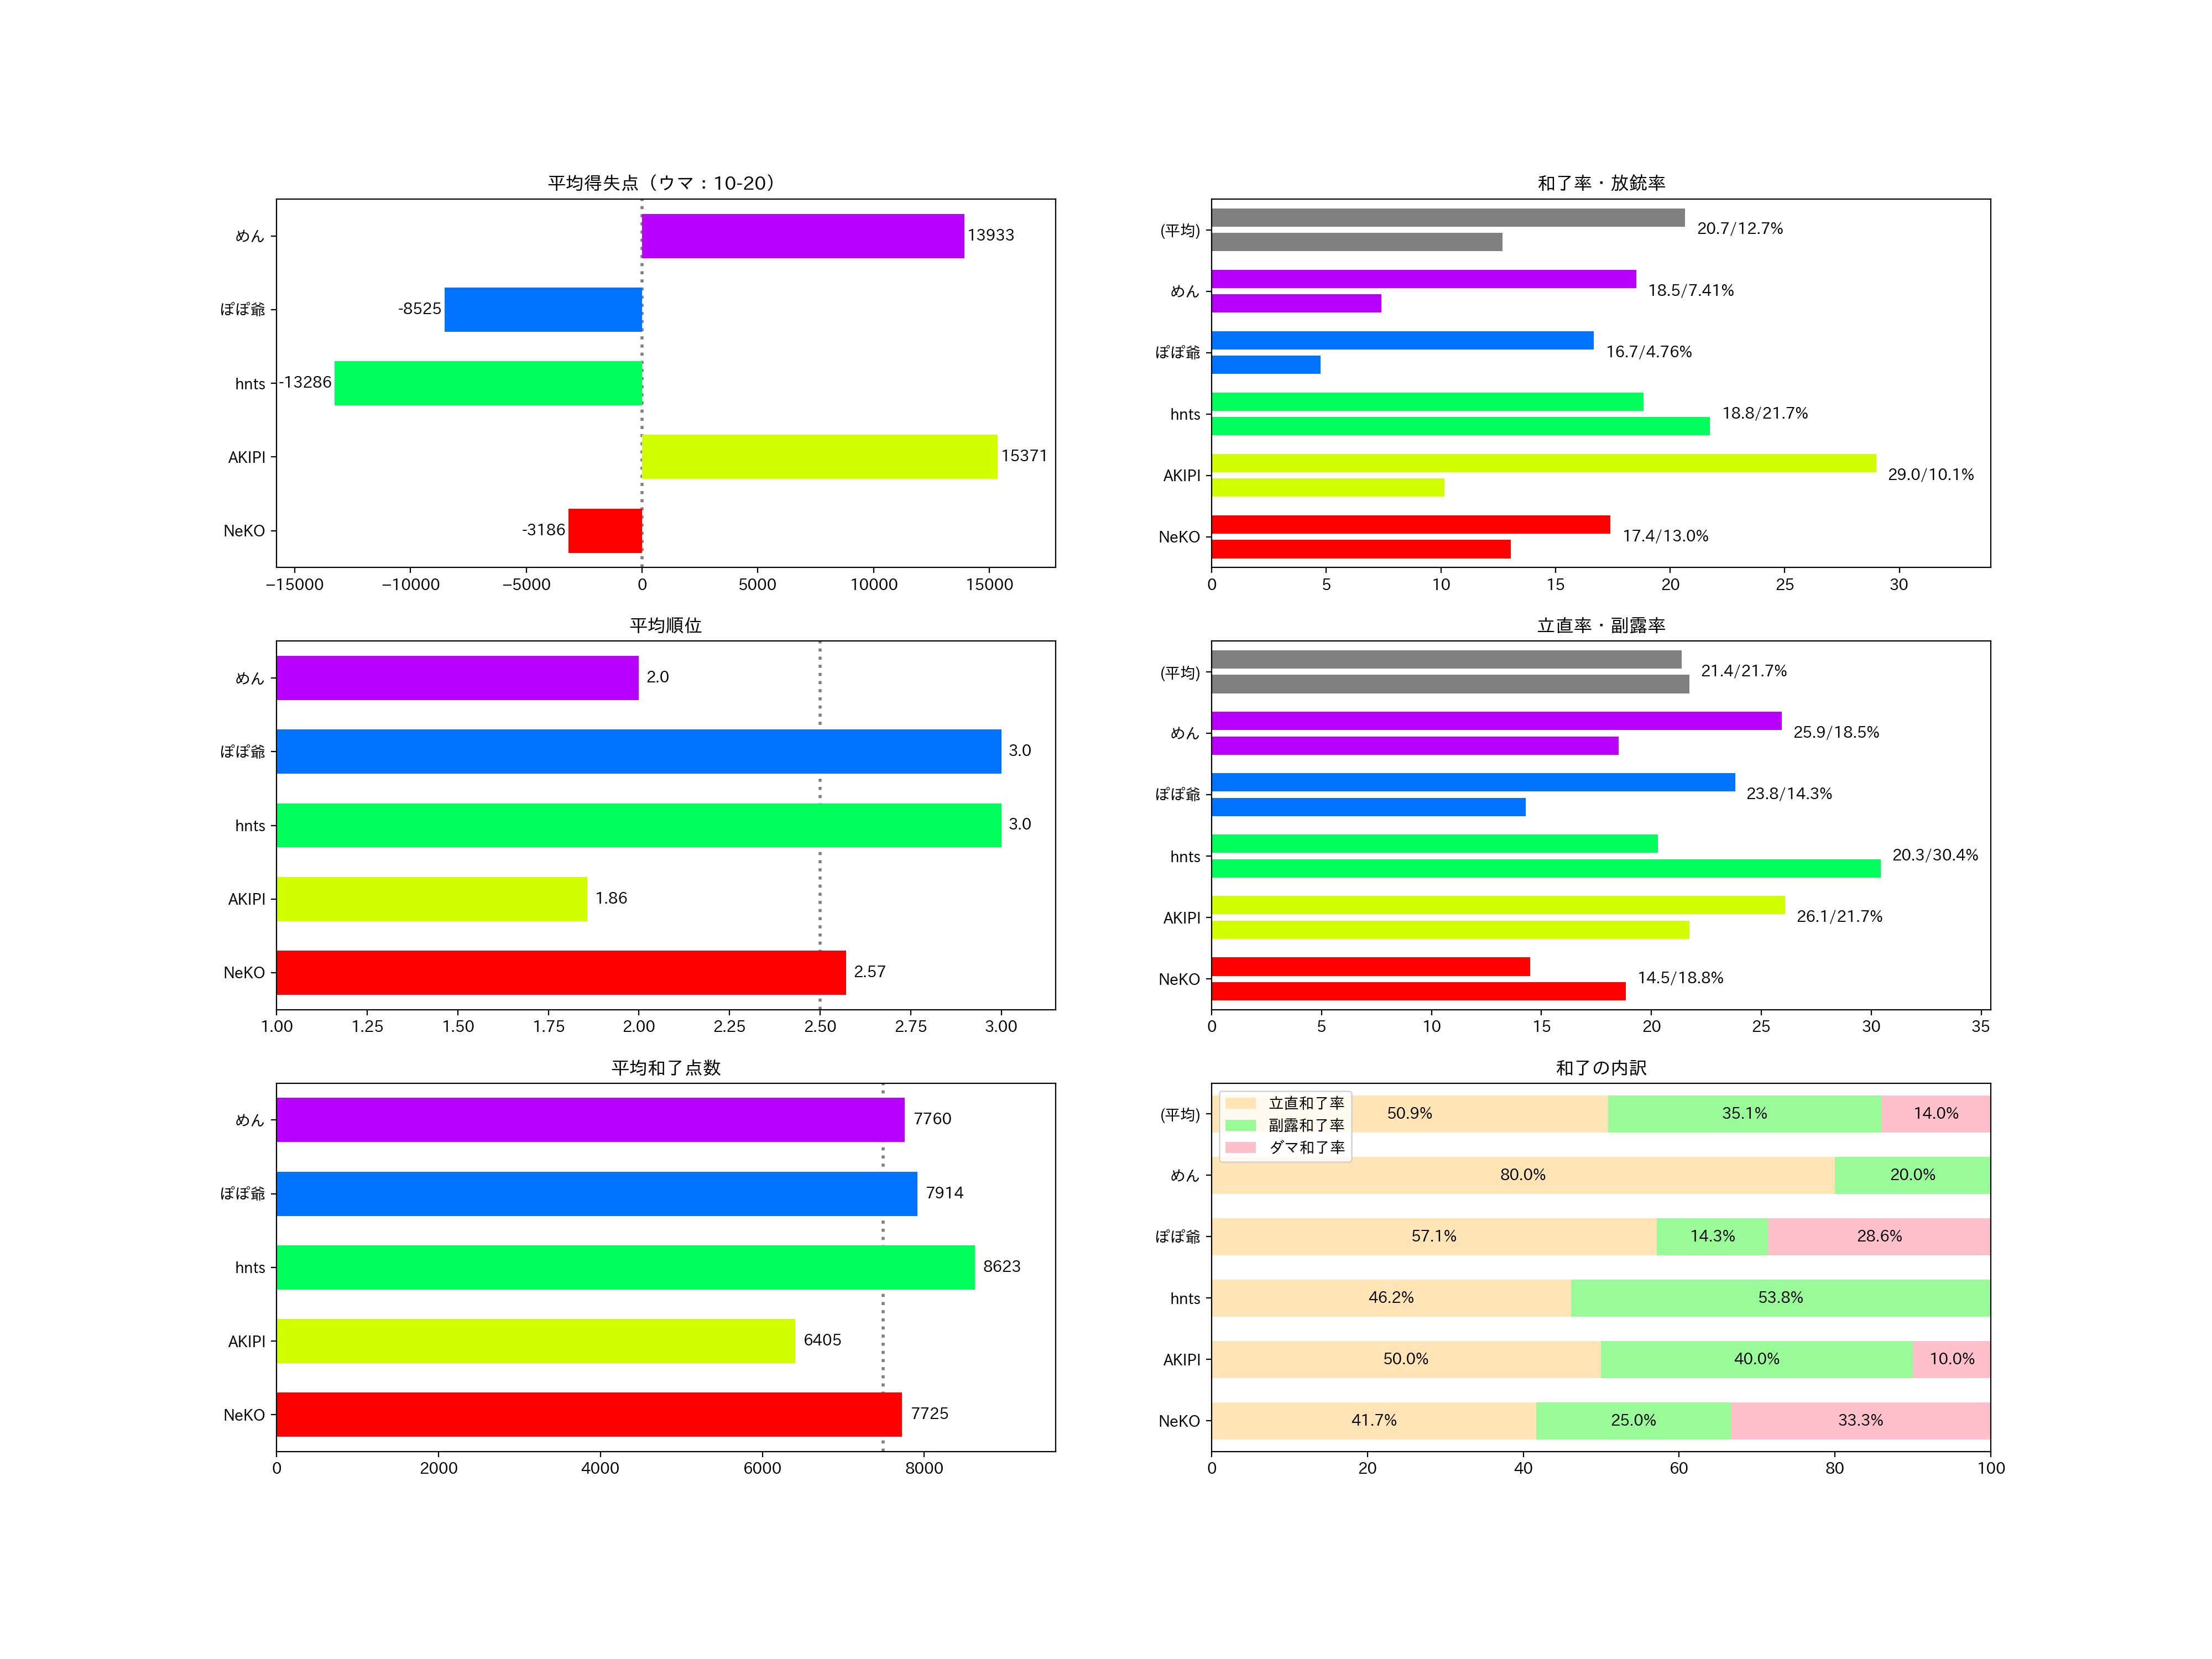 平均得失点（ウマ：10-20）
めん
13933
ぽぽ爺
-8525
hnts
-13286
AKIPI
15371
NeKO
-3186
−15000 −10000 −5000 0 5000 10000 15000
和了率・放銃率
(平均)
20.7/12.7%
めん
18.5/7.41%
ぽぽ爺
16.7/4.76%
hnts
18.8/21.7%
AKIPI
29.0/10.1%
NeKO
17.4/13.0%
0 5 10 15 20 25 30
平均順位
めん
2.0
ぽぽ爺
3.0
hnts
3.0
AKIPI
1.86
NeKO
2.57
1.00 1.25 1.50 1.75 2.00 2.25 2.50 2.75 3.00
立直率・副露率
(平均)
21.4/21.7%
めん
25.9/18.5%
ぽぽ爺
23.8/14.3%
hnts
20.3/30.4%
AKIPI
26.1/21.7%
NeKO
14.5/18.8%
0 5 10 15 20 25 30 35
平均和了点数
めん
7760
ぽぽ爺
7914
hnts
8623
AKIPI
6405
NeKO
7725
0 2000 4000 6000 8000
和了の内訳
立直和了率
副露和了率
ダマ和了率
(平均)
50.9% 35.1% 14.0%
めん
80.0% 20.0%
ぽぽ爺
57.1% 14.3% 28.6%
hnts
46.2% 53.8%
AKIPI
50.0% 40.0% 10.0%
NeKO
41.7% 25.0% 33.3%
0 20 40 60 80 100